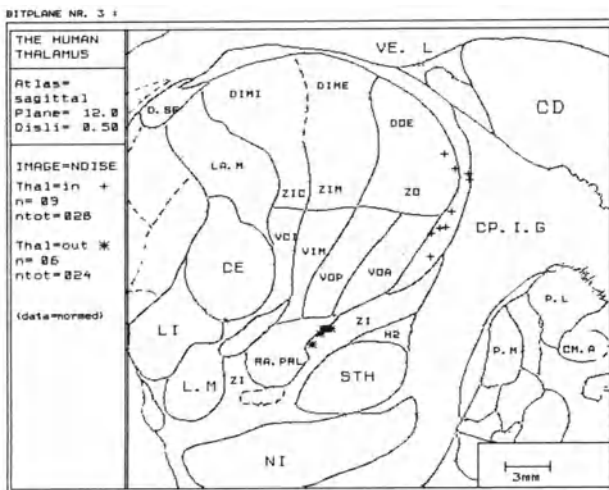 BITPLANE NR. 3 :
THE HUMAN
THALAMUS
Atlas=
sagittal
Plane= 12.0
Disli= 0.50
IMAGE=NOISE
Thal=in +
n= 09
ntot=028
Thal=out *
n= 06
ntot=024
(data=normed)
VE. L
DIME
DIMI
CD
D. SF
DOE
LA. M
ZIC
ZIM
ZO
CP. I. G
VCI
VIM
CE
VOP
VOA
P. L
LI
ZI
H2
P. M
CM. A
RA. PRL
L. M
ZI
STH
NI
3mm